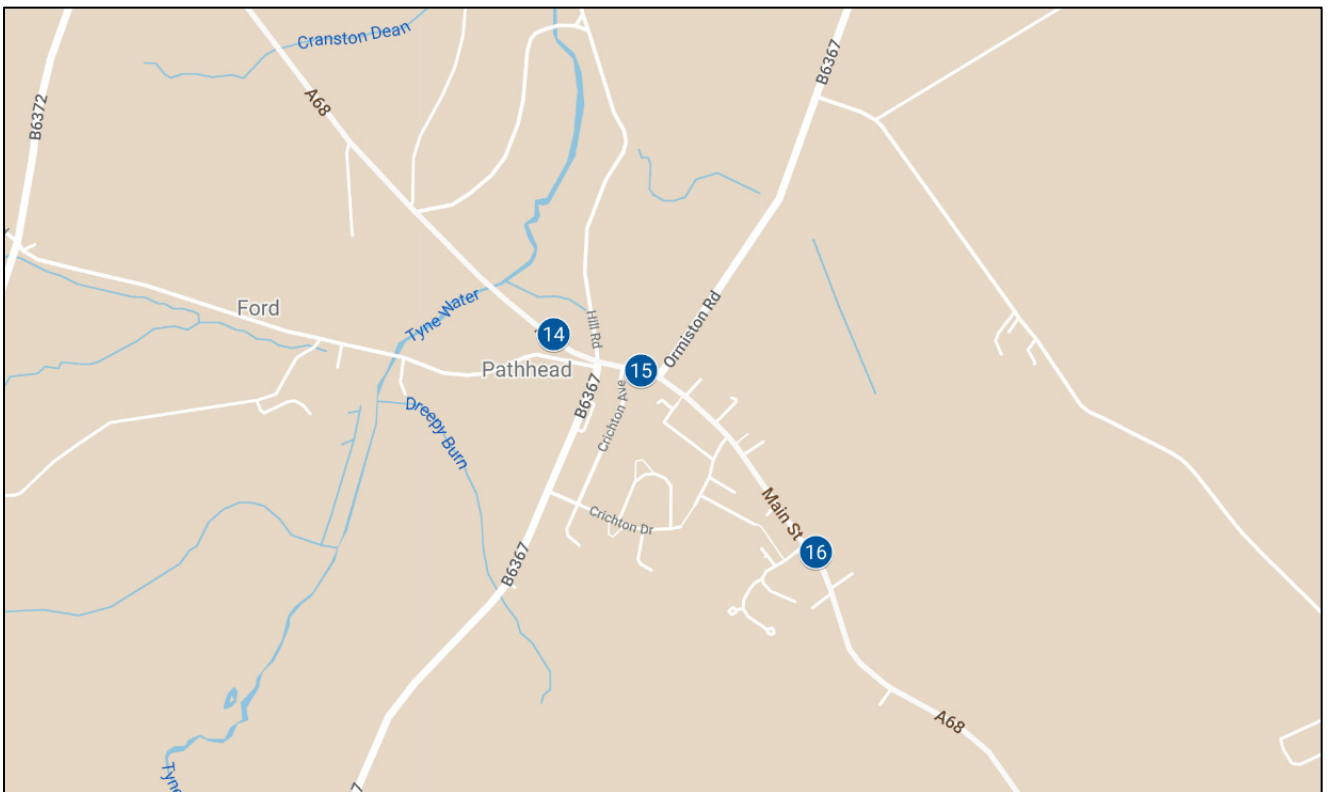 Cranston Dean
B6367
A68
B6372
Ford
Tyne Water
Hill Rd
Ormiston Rd
14
15
Pathhead
B6367
Crichton Ave
Dreepy Burn
Main St
Crichton Dr
16
B6367
A68
Tyne
7